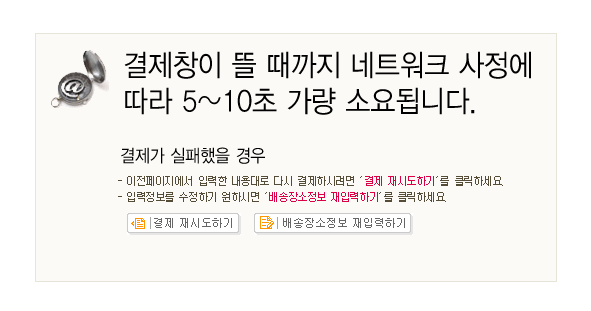 결제창이 뜰 때까지 네트워크 사정에
따라 5~10초 가량 소요됩니다.
결제가 실패했을 경우
- 이전페이지에서 입력한 내용대로 다시 결제하시려면 ´결제 재시도하기´를 클릭하세요.
- 입력정보를 수정하기 원하시면 ´배송장소정보 재입력하기´를 클릭하세요.
결제 재시도하기 배송장소정보 재입력하기